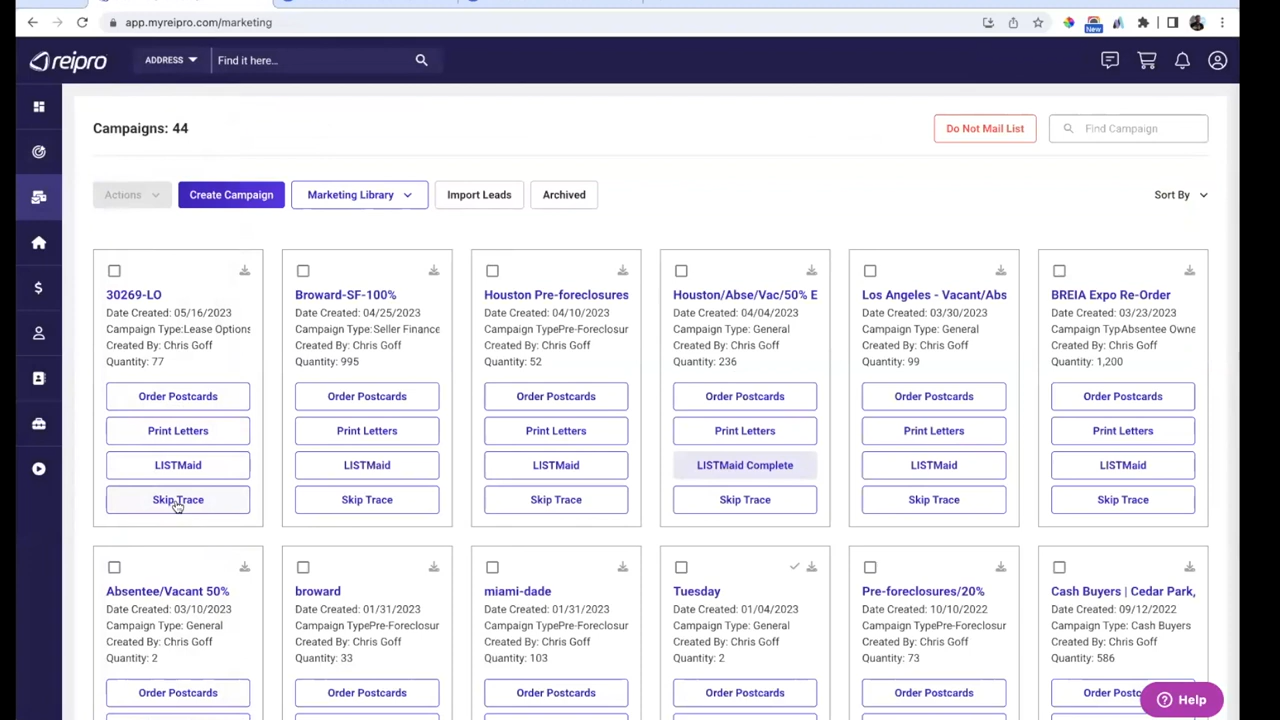 app.myreipro.com/marketing
New
reipro
ADDRESS
Find it here...
Campaigns: 44
Do Not Mail List
Find Campaign
Actions
Create Campaign
Marketing Library
Import Leads
Archived
Sort By
30269-LO
Date Created: 05/16/2023
Campaign Type:Lease Options
Created By: Chris Goff
Quantity: 77
Order Postcards
Print Letters
LISTMaid
Skip Trace
Broward-SF-100%
Date Created: 04/25/2023
Campaign Type:Seller Finance
Created By: Chris Goff
Quantity: 995
Order Postcards
Print Letters
LISTMaid
Skip Trace
Houston Pre-foreclosures
Date Created: 04/10/2023
Campaign TypePre-Foreclosur
Created By: Chris Goff
Quantity: 52
Order Postcards
Print Letters
LISTMaid
Skip Trace
Houston/Abse/Vac/50% E
Date Created: 04/04/2023
Campaign Type: General
Created By: Chris Goff
Quantity: 236
Order Postcards
Print Letters
LISTMaid Complete
Skip Trace
Los Angeles - Vacant/Abs
Date Created: 03/30/2023
Campaign Type: General
Created By: Chris Goff
Quantity: 99
Order Postcards
Print Letters
LISTMaid
Skip Trace
BREIA Expo Re-Order
Date Created: 03/23/2023
Campaign TypAbsentee Owne
Created By: Chris Goff
Quantity: 1,200
Order Postcards
Print Letters
LISTMaid
Skip Trace
Absentee/Vacant 50%
Date Created: 03/10/2023
Campaign Type: General
Created By: Chris Goff
Quantity: 2
Order Postcards
broward
Date Created: 01/31/2023
Campaign TypePre-Foreclosur
Created By: Chris Goff
Quantity: 33
Order Postcards
miami-dade
Date Created: 01/31/2023
Campaign TypePre-Foreclosur
Created By: Chris Goff
Quantity: 103
Order Postcards
Tuesday
Date Created: 01/04/2023
Campaign Type: General
Created By: Chris Goff
Quantity: 2
Order Postcards
Pre-foreclosures/20%
Date Created: 10/10/2022
Campaign TypePre-Foreclosur
Created By: Chris Goff
Quantity: 73
Order Postcards
Cash Buyers | Cedar Park,
Date Created: 09/12/2022
Campaign Type: Cash Buyers
Created By: Chris Goff
Quantity: 586
Order Postc
Help